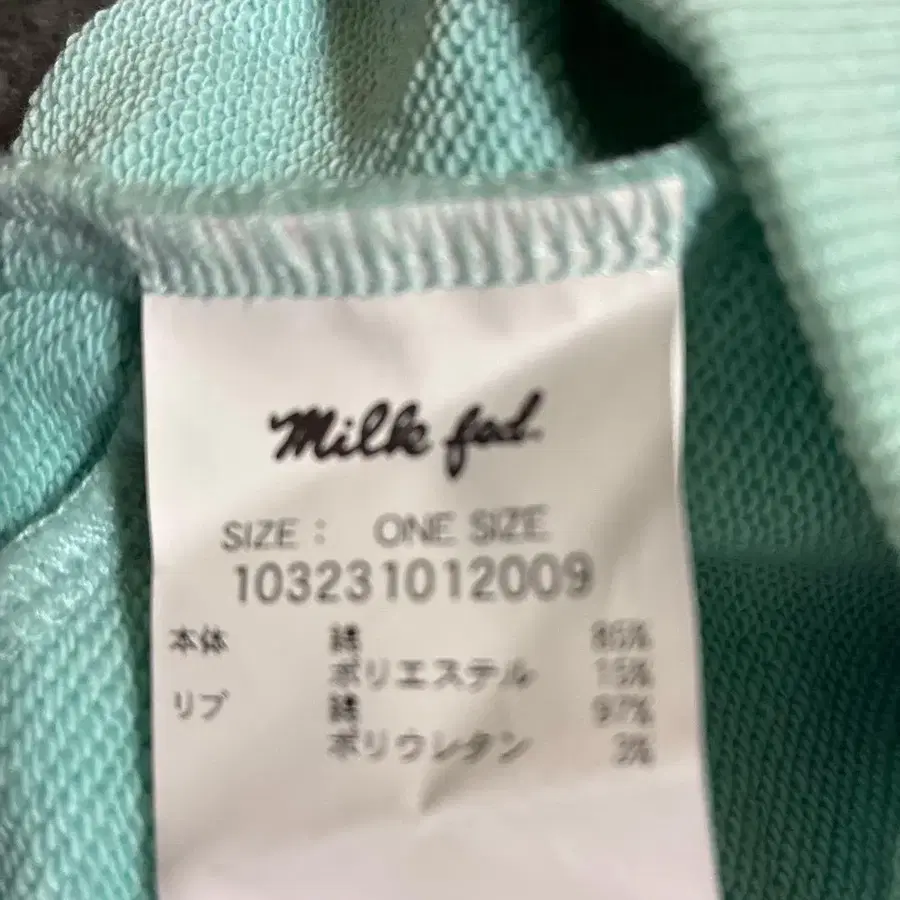 Milk fed.
SIZE : ONE SIZE
103231012009
本体 綿 85%
ポリエステル 15%
リブ 綿 97%
ポリウレタン 3%